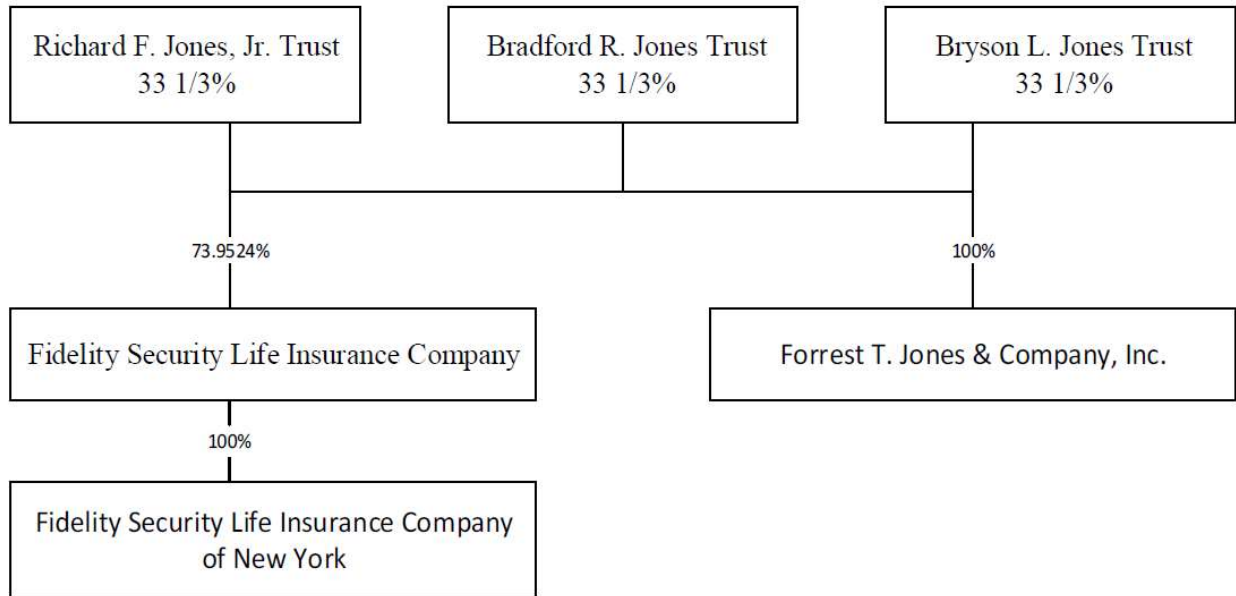 Richard F. Jones, Jr. Trust
33 1/3%
Bradford R. Jones Trust
33 1/3%
Bryson L. Jones Trust
33 1/3%
73.9524%
100%
Fidelity Security Life Insurance Company
Forrest T. Jones & Company, Inc.
100%
Fidelity Security Life Insurance Company
of New York